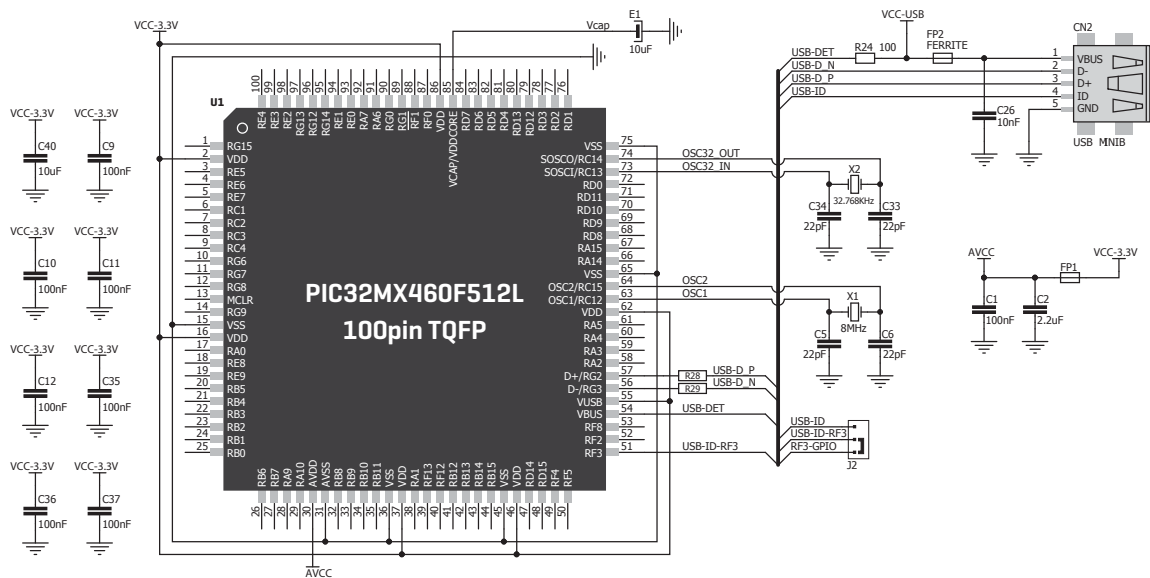 VCC-3.3V
Vcap
E1
10uF
VCC-USB
CN2
USB-DET
R24 100
FP2
FERRITE
USB-D_N
USB-D_P
USB-ID
1 VBUS
2 D-
3 D+
4 ID
5 GND
C26
10nF
USB MINIB
U1
100 99 98 97 96 95 94 93 92 91 90 89 88 87 86 85 84 83 82 81 80 79 78 77 76
RE4 RE3 RE2 RG13 RG12 RG14 RE1 RE0 RA7 RA6 RG0 RG1 RF1 RF0 VDD VCAP/VDDCORE RD7 RD6 RD5 RD4 RD13 RD12 RD3 RD2 RD1
1 RG15
2 VDD
3 RE5
4 RE6
5 RE7
6 RC1
7 RC2
8 RC3
9 RC4
10 RG6
11 RG7
12 RG8
13 MCLR
14 RG9
15 VSS
16 VDD
17 RA0
18 RE8
19 RE9
20 RB5
21 RB4
22 RB3
23 RB2
24 RB1
25 RB0
PIC32MX460F512L
100pin TQFP
VSS 75
SOSCO/RC14 74
SOSCI/RC13 73
RD0 72
RD11 71
RD10 70
RD9 69
RD8 68
RA15 67
RA14 66
VSS 65
OSC2/RC15 64
OSC1/RC12 63
VDD 62
RA5 61
RA4 60
RA3 59
RA2 58
D+/RG2 57
D-/RG3 56
VUSB 55
VBUS 54
RF8 53
RF2 52
RF3 51
RB6 RB7 RA9 RA10 AVDD AVSS RB8 RB9 RB10 RB11 VSS VDD RA1 RF13 RF12 RB12 RB13 RB14 RB15 VSS VDD RD14 RD15 RF4 RF5
26 27 28 29 30 31 32 33 34 35 36 37 38 39 40 41 42 43 44 45 46 47 48 49 50
AVCC
OSC32_OUT
OSC32_IN
X2
32.768KHz
C34
22pF
C33
22pF
OSC2
OSC1
X1
8MHz
C5
22pF
C6
22pF
R28
USB-D_P
R29
USB-D_N
USB-DET
USB-ID-RF3
USB-ID
USB-ID-RF3
RF3-GPIO
J2
AVCC
VCC-3.3V
FP1
C1
100nF
C2
2.2uF
VCC-3.3V
C40
10uF
VCC-3.3V
C9
100nF
VCC-3.3V
C10
100nF
VCC-3.3V
C11
100nF
VCC-3.3V
C12
100nF
VCC-3.3V
C35
100nF
VCC-3.3V
C36
100nF
VCC-3.3V
C37
100nF